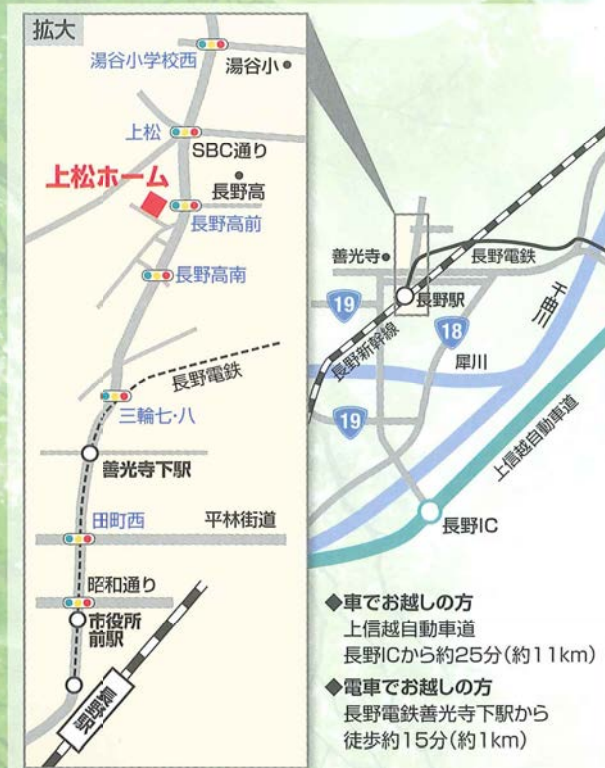 拡大
湯谷小学校西
湯谷小
上松
SBC通り
上松ホーム
長野高
長野高前
長野高南
長野電鉄
三輪七・八
善光寺下駅
田町西
平林街道
昭和通り
市役所
前駅
長野駅
善光寺
長野電鉄
19
長野駅
千曲川
18
長野新幹線
犀川
19
上信越自動車道
長野IC
◆車でお越しの方
上信越自動車道
長野ICから約25分(約11km)
◆電車でお越しの方
長野電鉄善光寺下駅から
徒歩約15分(約1km)